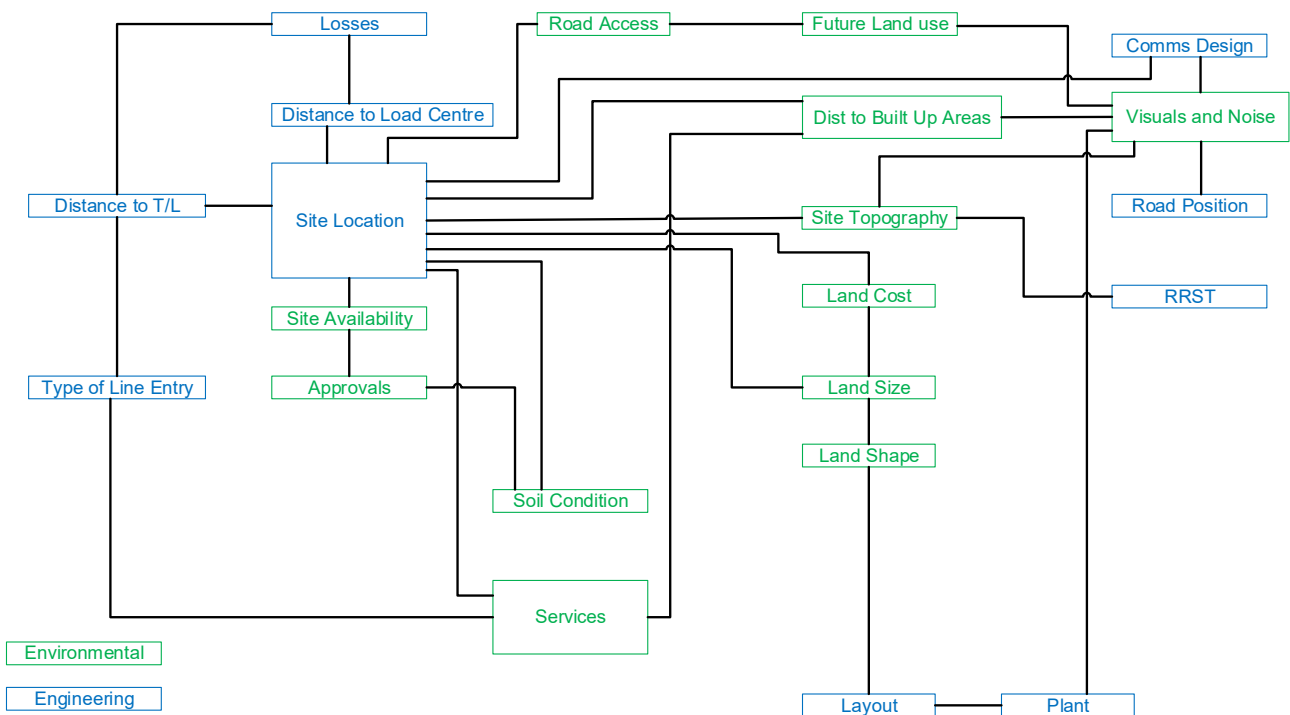 Losses
Road Access
Future Land use
Comms Design
Distance to Load Centre
Dist to Built Up Areas
Visuals and Noise
Distance to T/L
Site Location
Site Topography
Road Position
Land Cost
RRST
Site Availability
Type of Line Entry
Approvals
Land Size
Land Shape
Soil Condition
Services
Environmental
Engineering
Layout
Plant